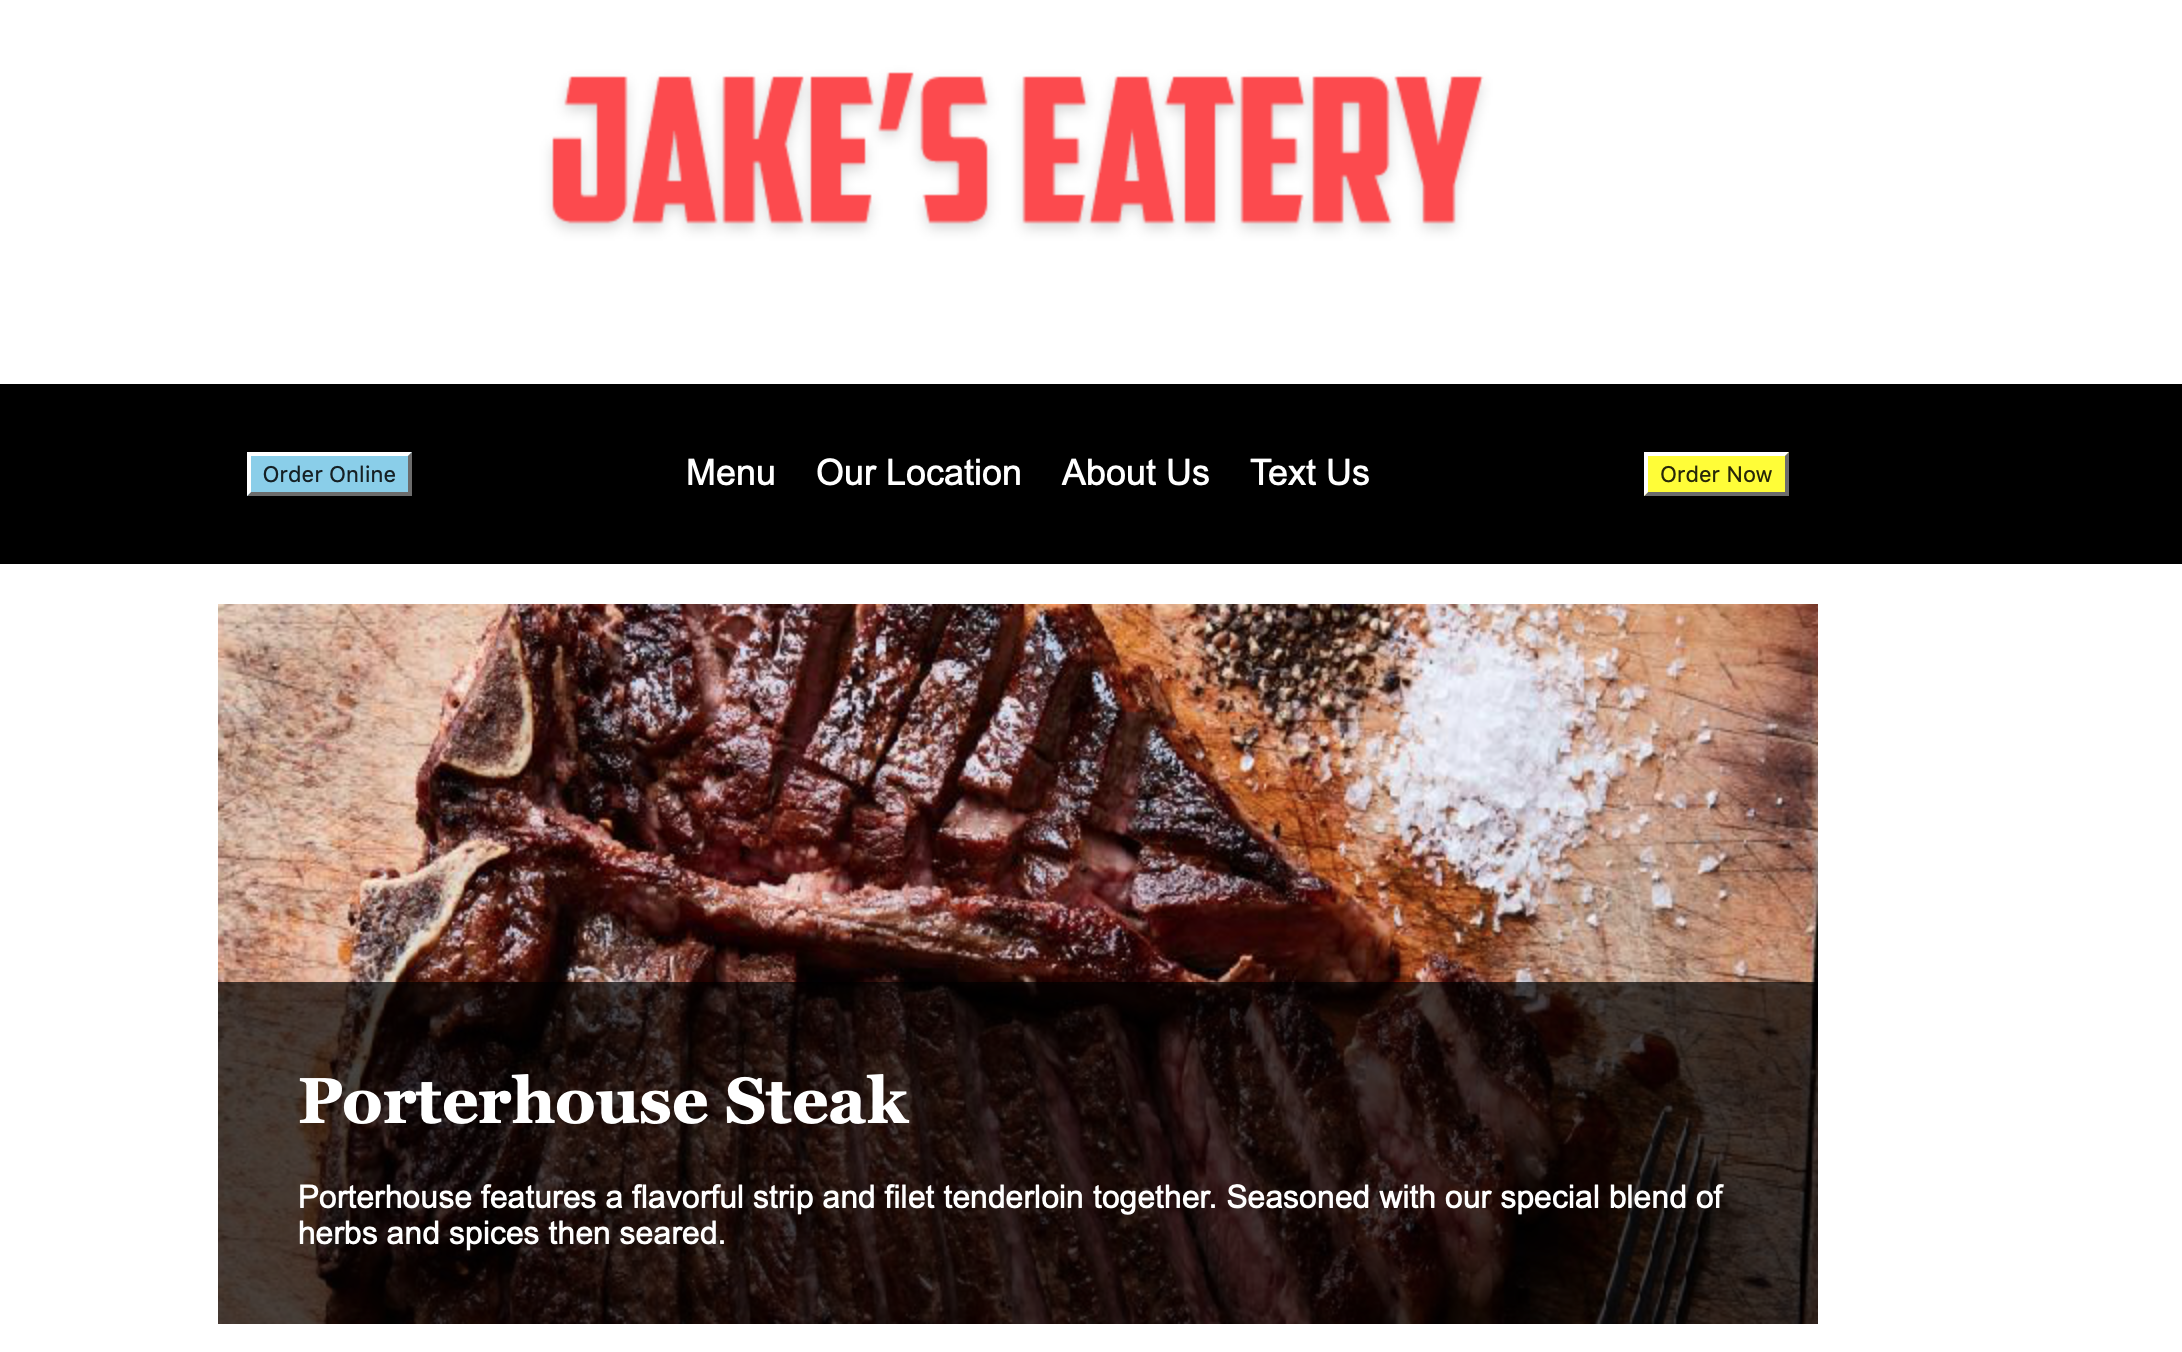 JAKE'S EATERY
Order Online
Menu
Our Location
About Us
Text Us
Order Now
Porterhouse Steak
Porterhouse features a flavorful strip and filet tenderloin together. Seasoned with our special blend of
herbs and spices then seared.